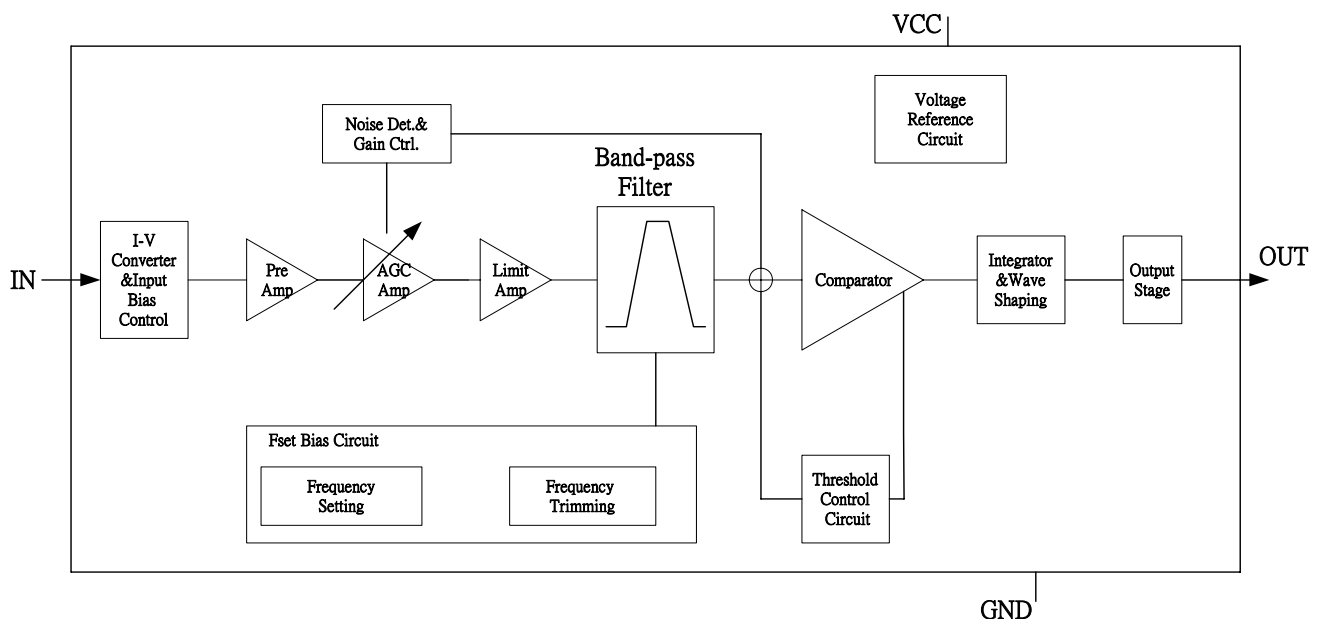 VCC
Voltage
Reference
Circuit
Noise Det.&
Gain Ctrl.
Band-pass
Filter
IN
I-V
Converter
&Input
Bias
Control
Pre
Amp
AGC
Amp
Limit
Amp
Comparator
Integrator
&Wave
Shaping
Output
Stage
OUT
Fset Bias Circuit
Frequency
Setting
Frequency
Trimming
Threshold
Control
Circuit
GND